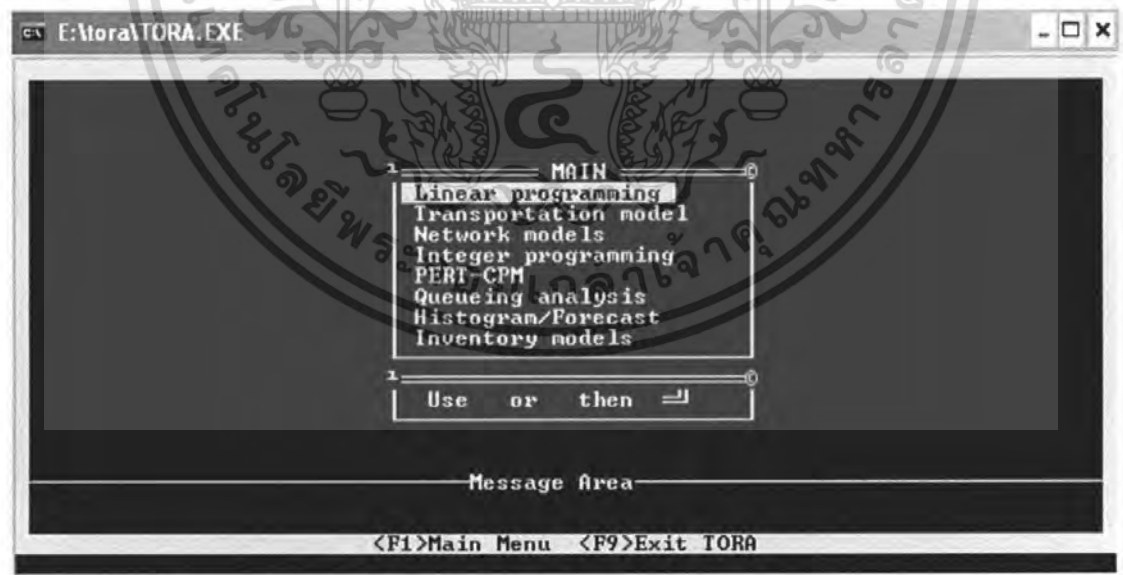 E:\tora\TORA.EXE
MAIN
Linear programming
Transportation model
Network models
Integer programming
PERT-CPM
Queueing analysis
Histogram/Forecast
Inventory models
Use or then
Message Area
<F1>Main Menu <F9>Exit TORA